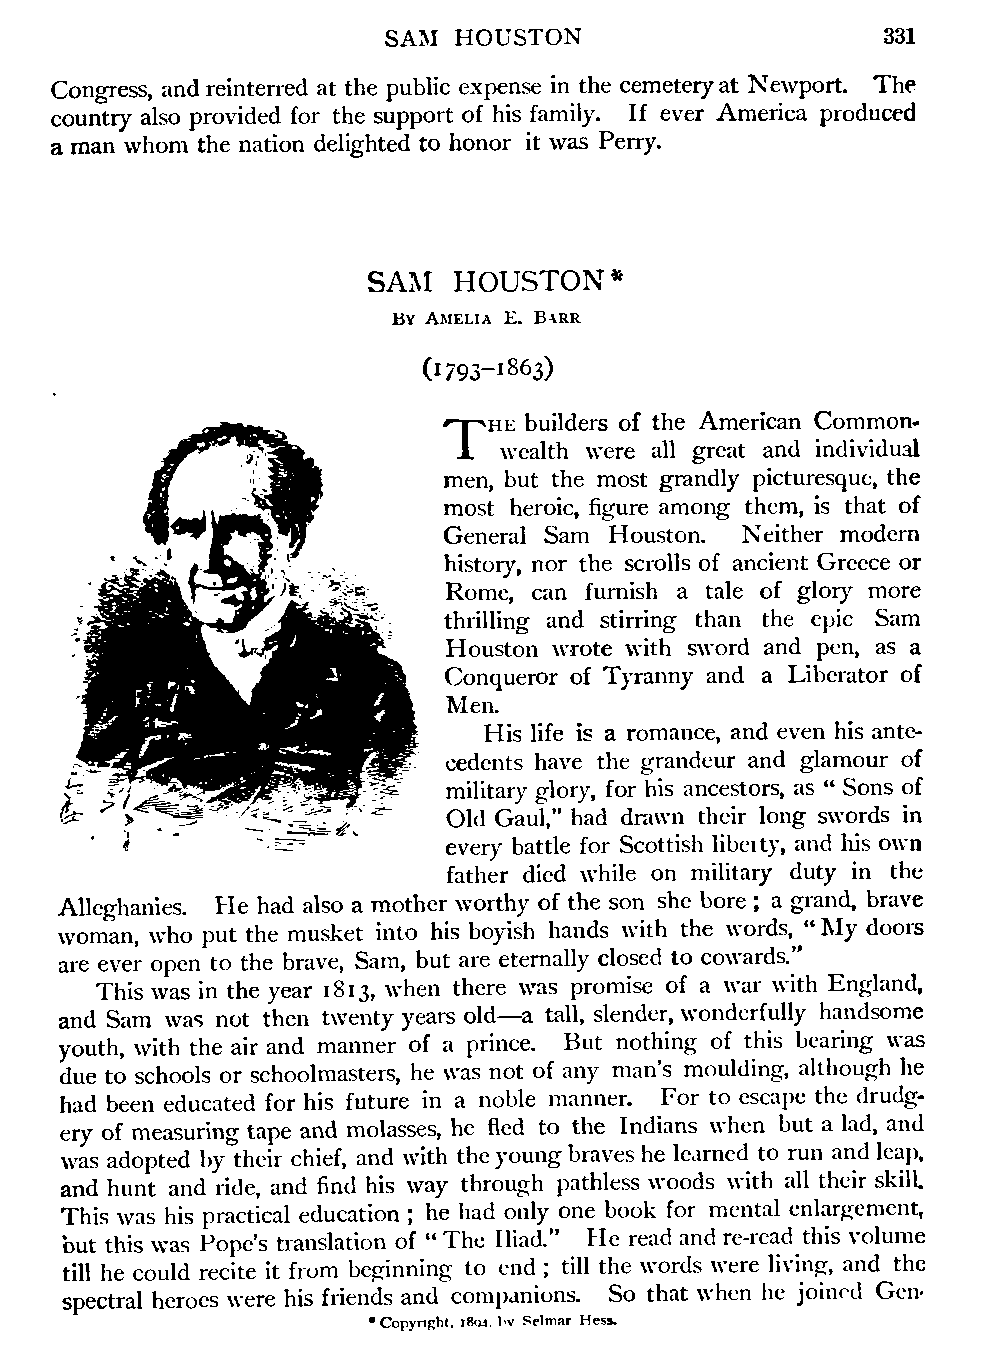 SAM HOUSTON 331
Congress, and reinterred at the public expense in the cemetery at Newport. The
country also provided for the support of his family. If ever America produced
a man whom the nation delighted to honor it was Perry.
SAM HOUSTON*
BY AMELIA E. BARR
(1793–1863)
THE builders of the American Common-
wealth were all great and individual
men, but the most grandly picturesque, the
most heroic, figure among them, is that of
General Sam Houston. Neither modern
history, nor the scrolls of ancient Greece or
Rome, can furnish a tale of glory more
thrilling and stirring than the epic Sam
Houston wrote with sword and pen, as a
Conqueror of Tyranny and a Liberator of
Men.
His life is a romance, and even his ante-
cedents have the grandeur and glamour of
military glory, for his ancestors, as “ Sons of
Old Gaul,” had drawn their long swords in
every battle for Scottish liberty, and his own
father died while on military duty in the
Alleghanies. He had also a mother worthy of the son she bore ; a grand, brave
woman, who put the musket into his boyish hands with the words, “ My doors
are ever open to the brave, Sam, but are eternally closed to cowards.”
This was in the year 1813, when there was promise of a war with England,
and Sam was not then twenty years old—a tall, slender, wonderfully handsome
youth, with the air and manner of a prince. But nothing of this bearing was
due to schools or schoolmasters, he was not of any man’s moulding, although he
had been educated for his future in a noble manner. For to escape the drudg-
ery of measuring tape and molasses, he fled to the Indians when but a lad, and
was adopted by their chief, and with the young braves he learned to run and leap,
and hunt and ride, and find his way through pathless woods with all their skill.
This was his practical education ; he had only one book for mental enlargement,
but this was Pope’s translation of “ The Iliad.” He read and re-read this volume
till he could recite it from beginning to end ; till the words were living, and the
spectral heroes were his friends and companions. So that when he joined Gen-
* Copyright, 1894, by Selmar Hess.